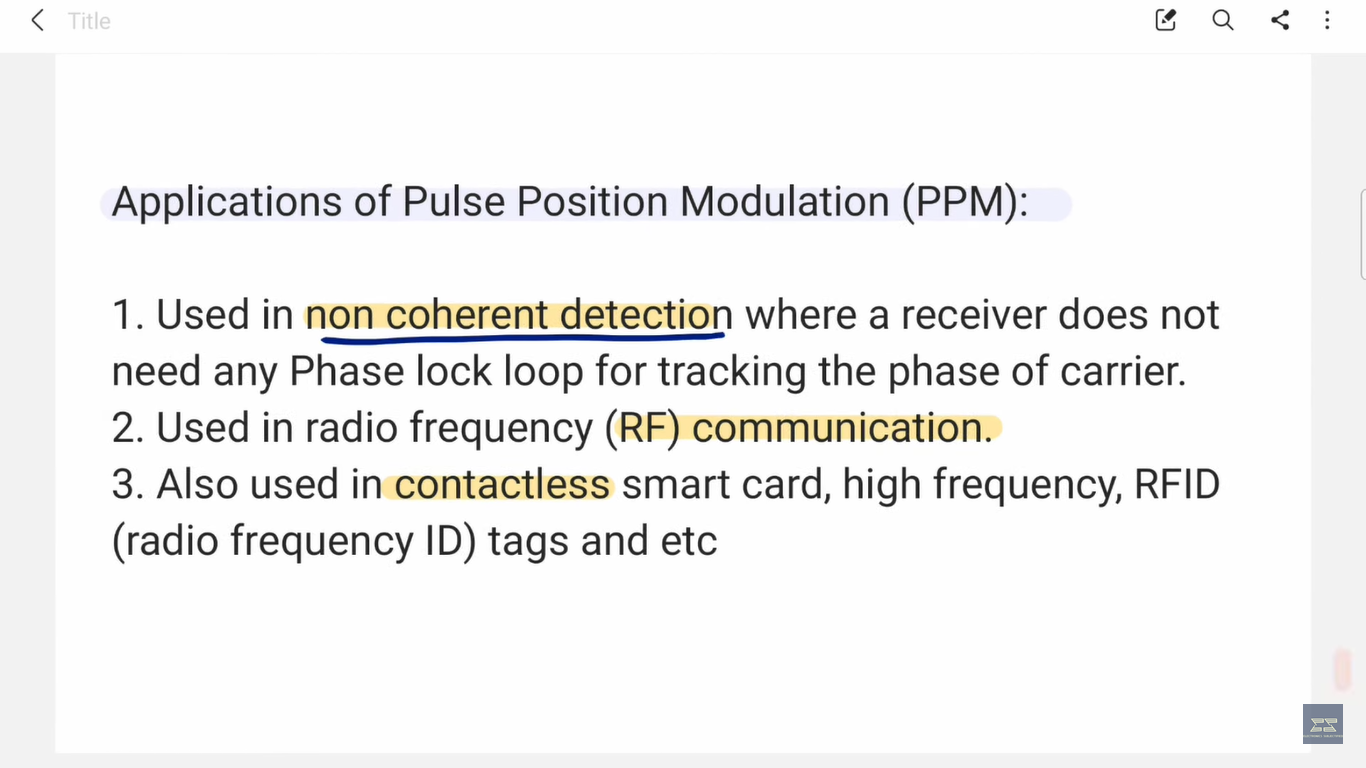 Title
Applications of Pulse Position Modulation (PPM):
1. Used in non coherent detection where a receiver does not
need any Phase lock loop for tracking the phase of carrier.
2. Used in radio frequency (RF) communication.
3. Also used in contactless smart card, high frequency, RFID
(radio frequency ID) tags and etc